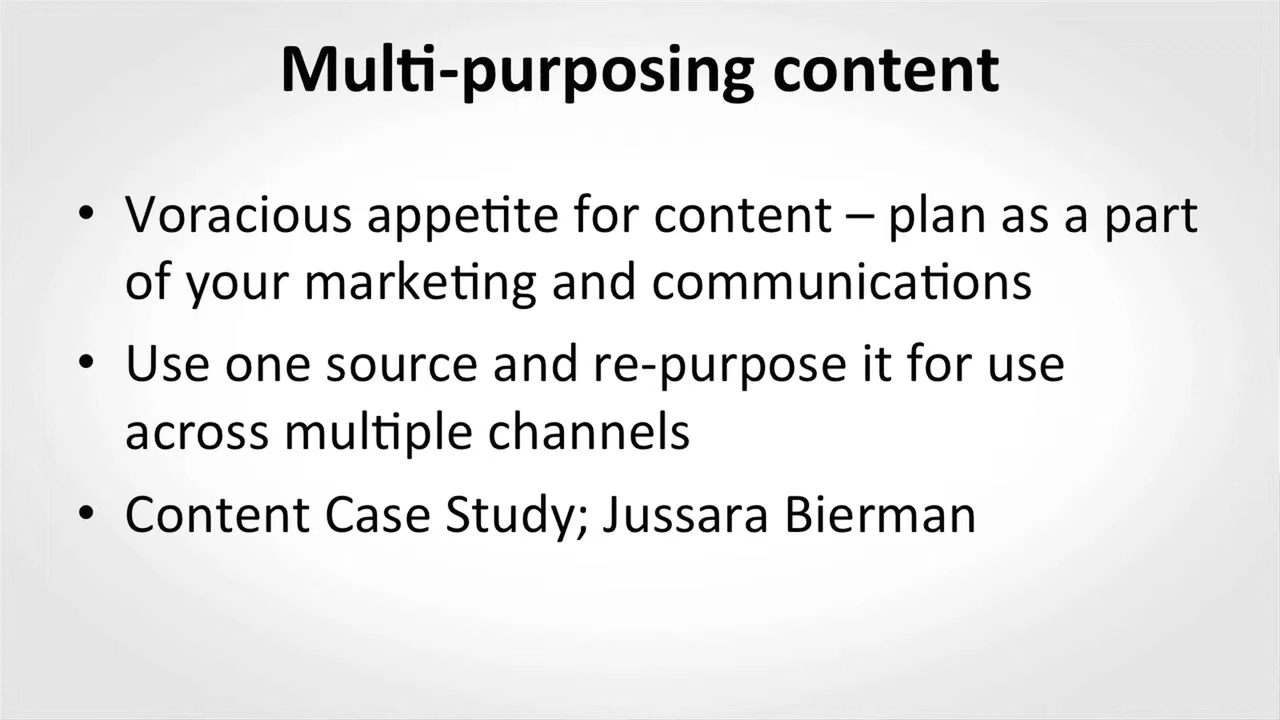 Multi-purposing content
• Voracious appetite for content – plan as a part
of your marketing and communications
• Use one source and re-purpose it for use
across multiple channels
• Content Case Study; Jussara Bierman